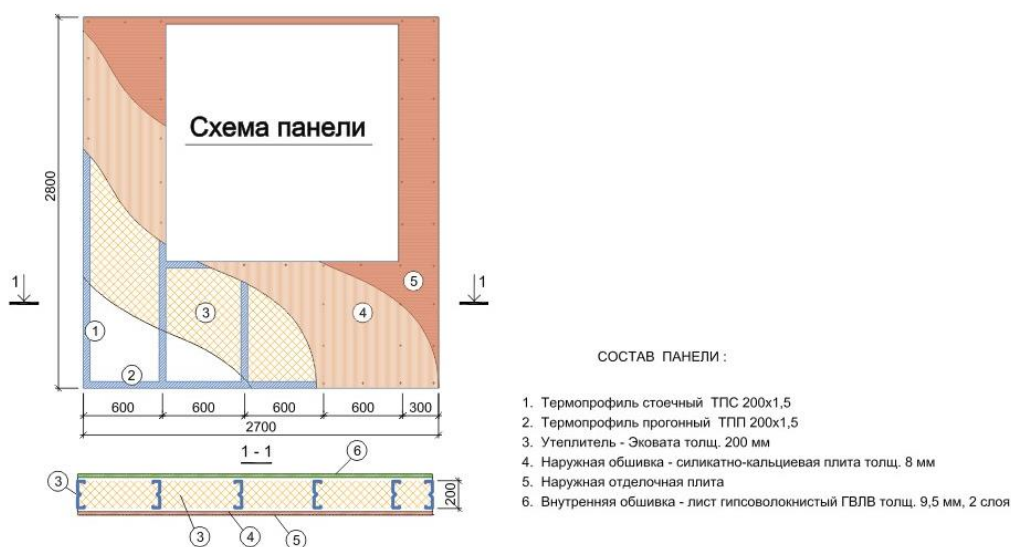 Схема панели
2800
1
1
1
2
3
4
5
600
600
600
600
300
2700
1 - 1
6
3
200
3
4
5
СОСТАВ ПАНЕЛИ :
1. Термопрофиль стоечный ТПС 200х1,5
2. Термопрофиль прогонный ТПП 200х1,5
3. Утеплитель - Эковата толщ. 200 мм
4. Наружная обшивка - силикатно-кальциевая плита толщ. 8 мм
5. Наружная отделочная плита
6. Внутренняя обшивка - лист гипсоволокнистый ГВЛВ толщ. 9,5 мм, 2 слоя